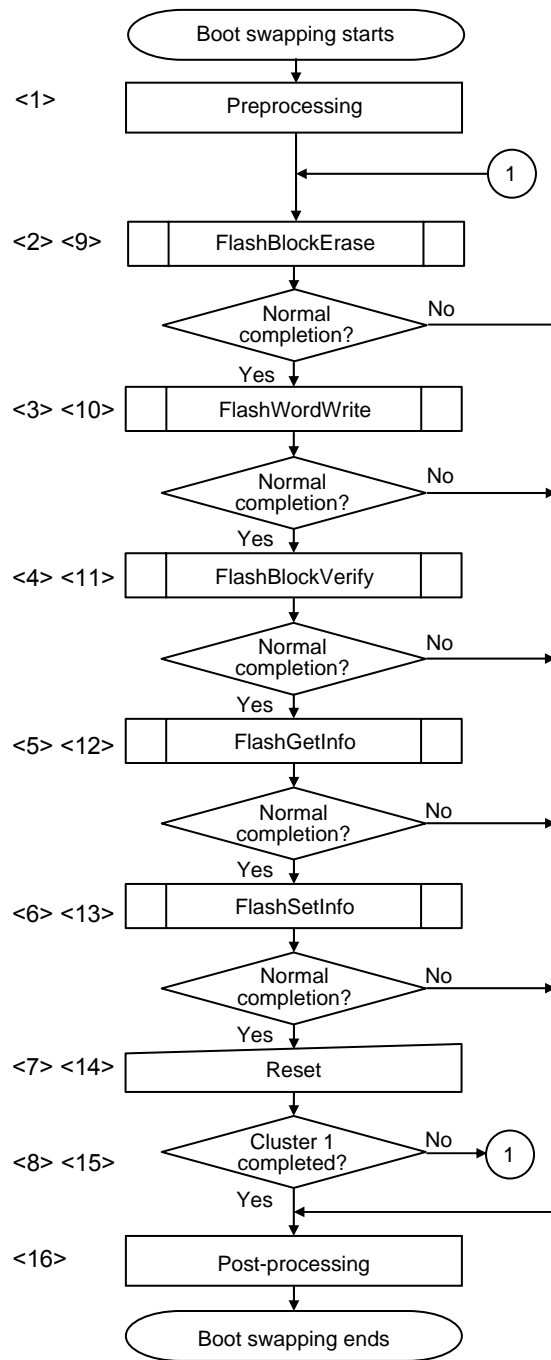 Boot swapping starts
<1>
Preprocessing
1
<2> <9>
FlashBlockErase
Normal
completion?
No
Yes
<3> <10>
FlashWordWrite
Normal
completion?
No
Yes
<4> <11>
FlashBlockVerify
Normal
completion?
No
Yes
<5> <12>
FlashGetInfo
Normal
completion?
No
Yes
<6> <13>
FlashSetInfo
Normal
completion?
No
Yes
<7> <14>
Reset
<8> <15>
Cluster 1
completed?
No
1
Yes
<16>
Post-processing
Boot swapping ends